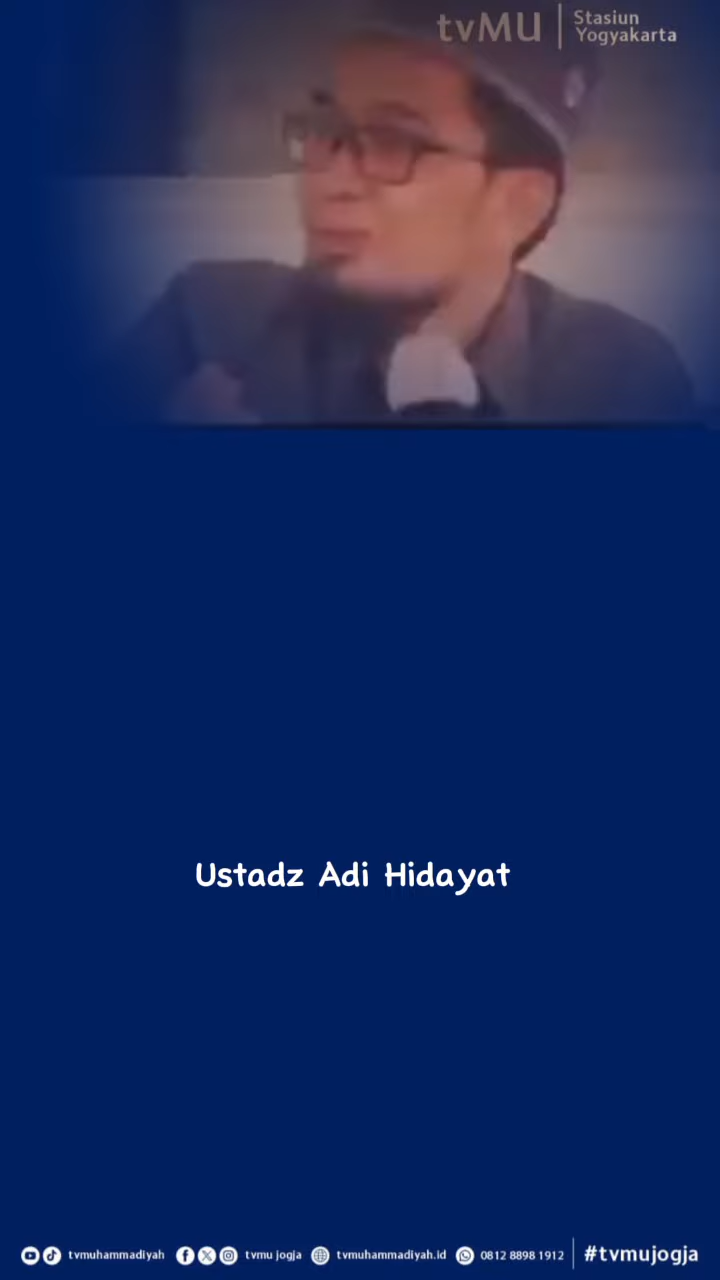 tvMU | Stasiun
Yogyakarta
Ustadz Adi Hidayat
tvmuhammadiyah tvmu jogja tvmuhammadiyah.id 0812 8898 1912 | #tvmujogja